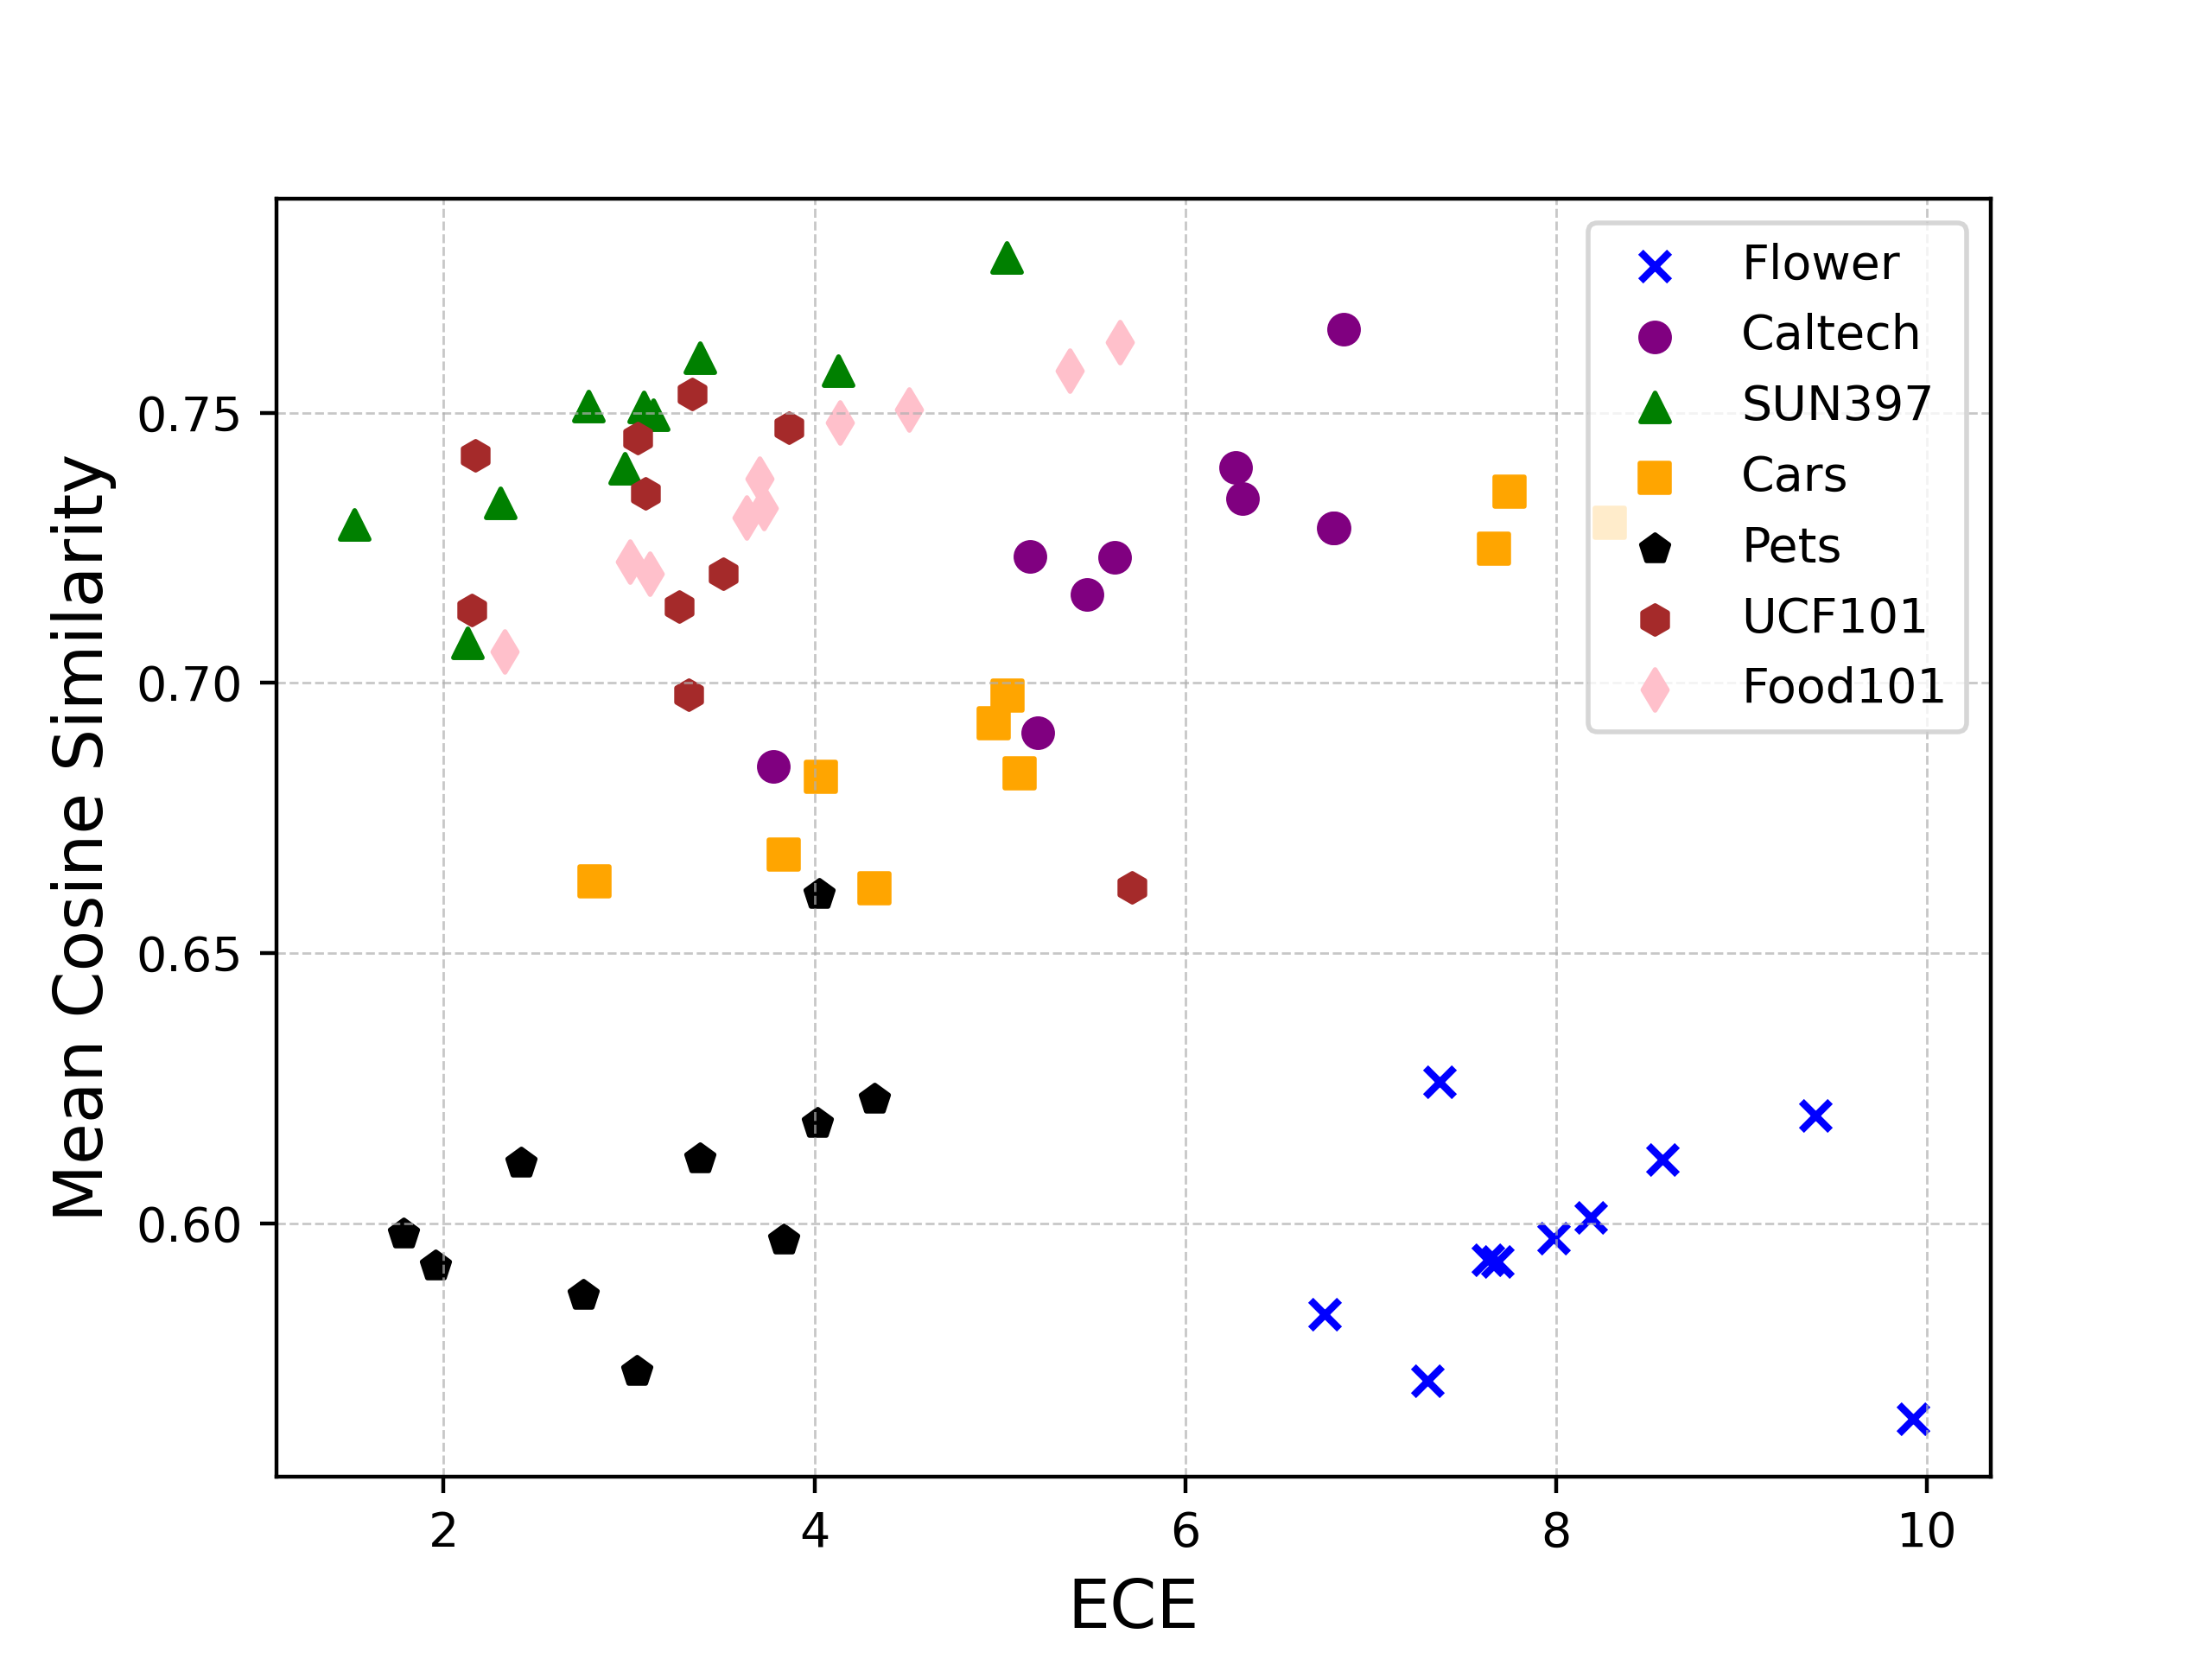 Flower
Caltech
SUN397
Cars
Pets
UCF101
Food101
Mean Cosine Similarity
0.75
0.70
0.65
0.60
2 4 6 8 10
ECE